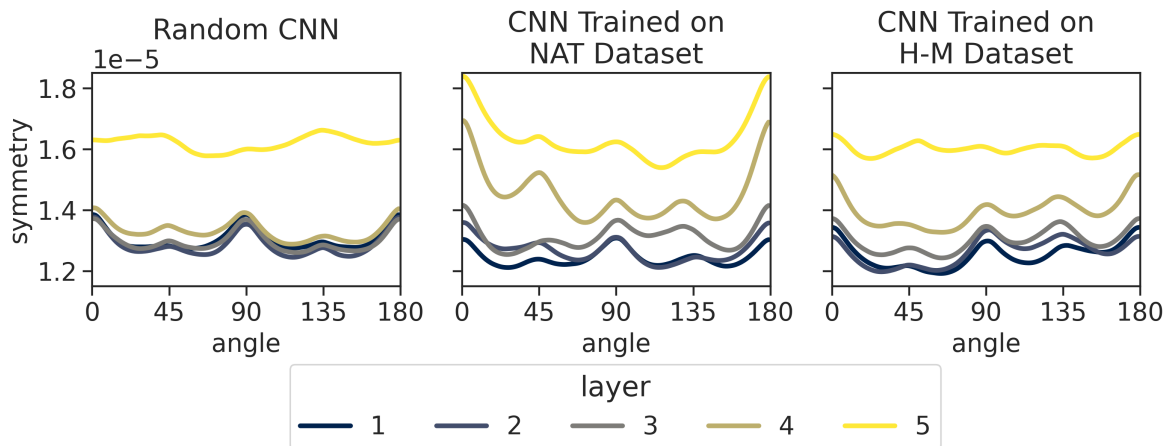 Random CNN
CNN Trained on
NAT Dataset
CNN Trained on
H-M Dataset
1e−5
1.8
1.6
1.4
1.2
symmetry
0 45 90 135 180
0 45 90 135 180
0 45 90 135 180
angle
angle
angle
layer
1 2 3 4 5